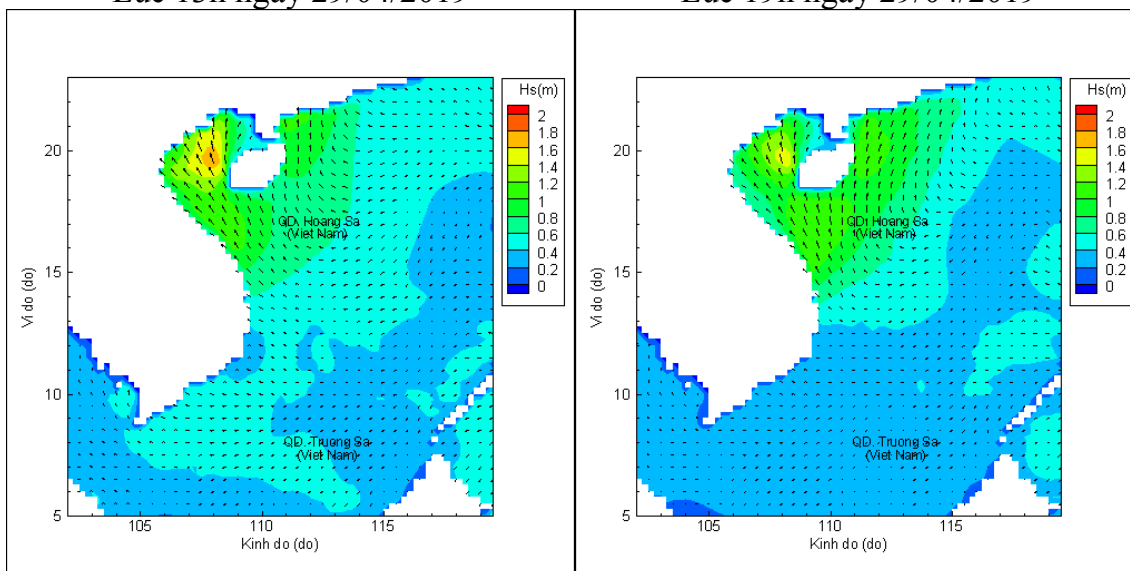 Lúc 13h ngày 29/04/2019
Lúc 19h ngày 29/04/2019
Hs(m)
2
1.8
1.6
1.4
1.2
1
0.8
0.6
0.4
0.2
0
Vi do (do)
20
15
10
5
QD. Hoang Sa
(Viet Nam)
QD. Truong Sa
(Viet Nam)
105
110
115
Kinh do (do)
Hs(m)
2
1.8
1.6
1.4
1.2
1
0.8
0.6
0.4
0.2
0
Vi do (do)
20
15
10
5
QD. Hoang Sa
(Viet Nam)
QD. Truong Sa
(Viet Nam)
105
110
115
Kinh do (do)